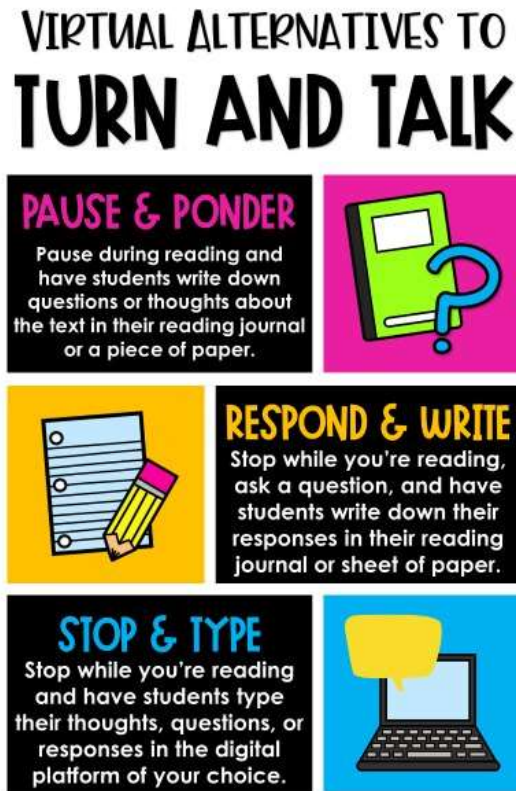 VIRTUAL ALTERNATIVES TO
TURN AND TALK
PAUSE & PONDER
Pause during reading and
have students write down
questions or thoughts about
the text in their reading journal
or a piece of paper.
RESPOND & WRITE
Stop while you're reading,
ask a question, and have
students write down their
responses in their reading
journal or sheet of paper.
STOP & TYPE
Stop while you're reading
and have students type
their thoughts, questions, or
responses in the digital
platform of your choice.